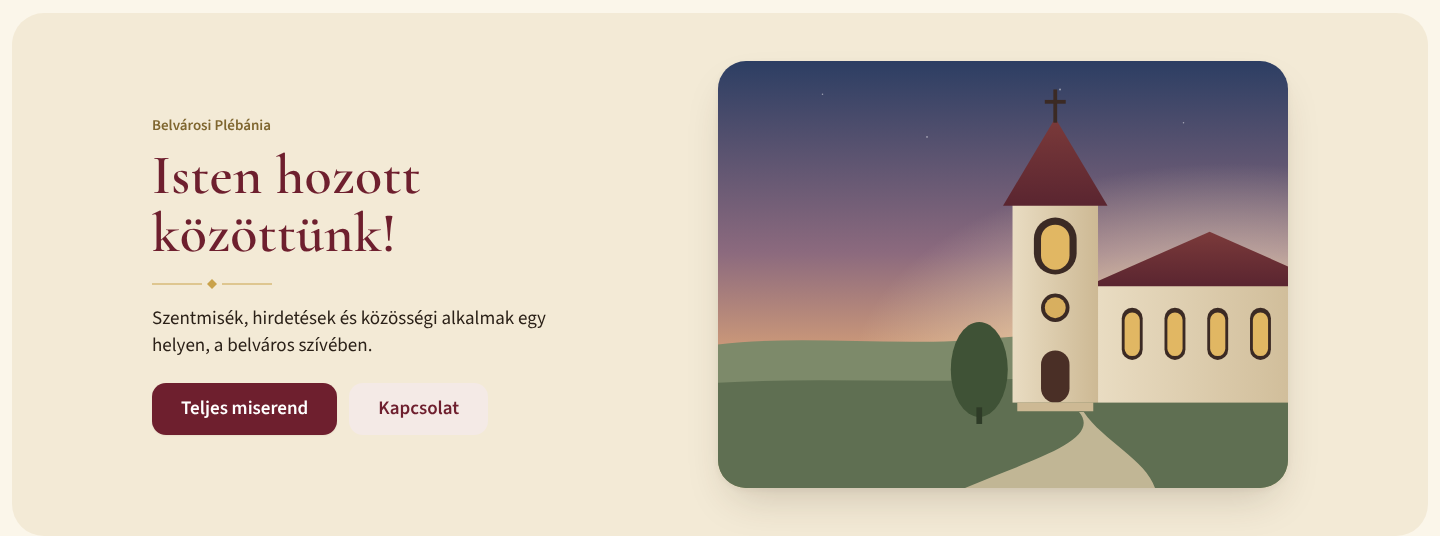 Belvárosi Plébánia
Isten hozott
közöttünk!
Szentmisék, hirdetések és közösségi alkalmak egy
helyen, a belváros szívében.
Teljes miserend
Kapcsolat